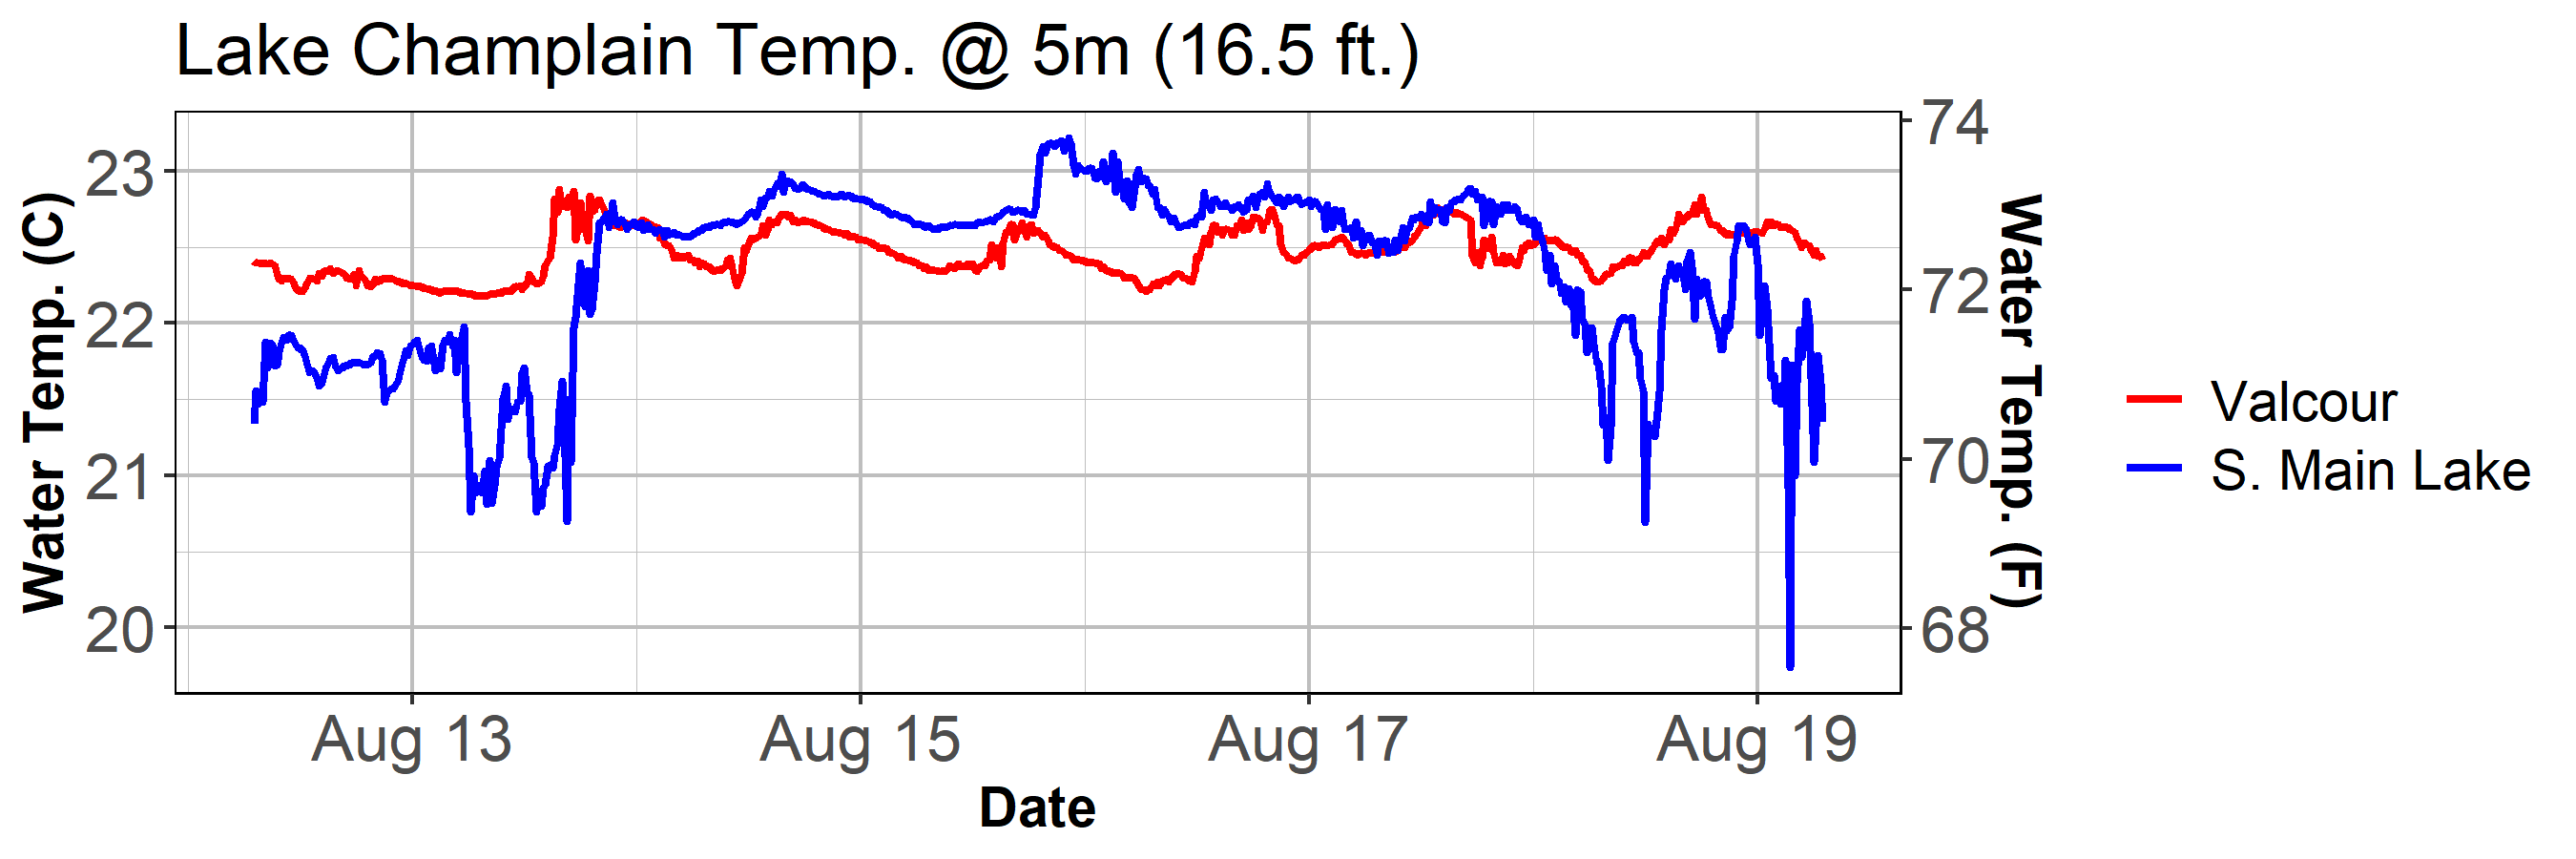 Lake Champlain Temp. @ 5m (16.5 ft.)
Water Temp. (C)
23
22
21
20
74
72
70
68
Water Temp. (F)
Aug 13
Aug 15
Aug 17
Aug 19
Date
Valcour
S. Main Lake